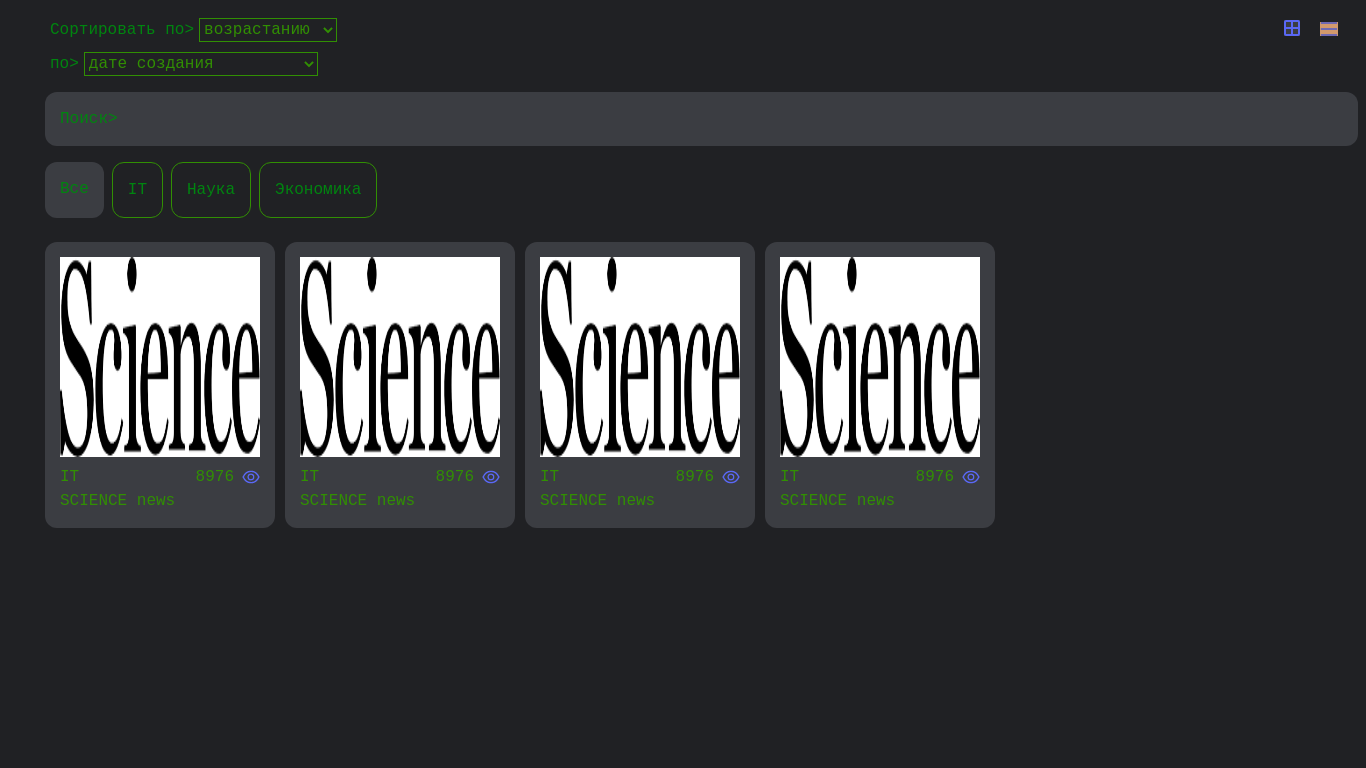 Сортировать по> возрастанию
по> дате создания
Поиск>
Все IT Наука Экономика
Science Science Science Science
IT 8976 IT 8976 IT 8976 IT 8976
SCIENCE news SCIENCE news SCIENCE news SCIENCE news